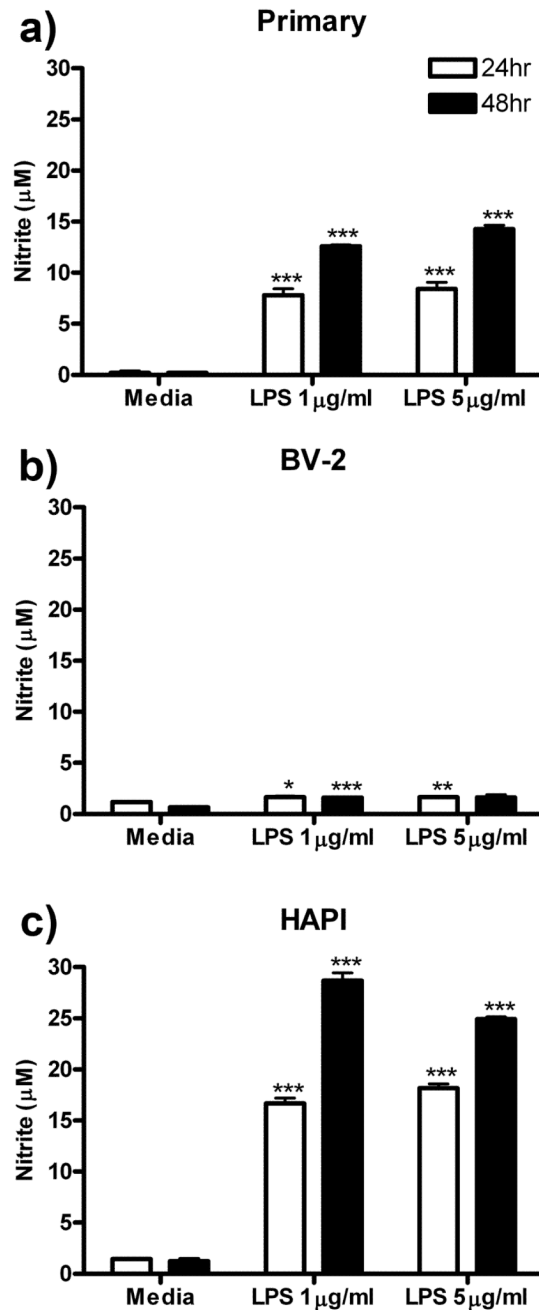 a) Primary
24hr
48hr
Nitrite (μM)
30
25
20
15
10
5
0
***
***
***
***
Media LPS 1μg/ml LPS 5μg/ml
b) BV-2
Nitrite (μM)
30
25
20
15
10
5
0
* *** **
Media LPS 1μg/ml LPS 5μg/ml
c) HAPI
Nitrite (μM)
30
25
20
15
10
5
0
***
***
***
***
Media LPS 1μg/ml LPS 5μg/ml